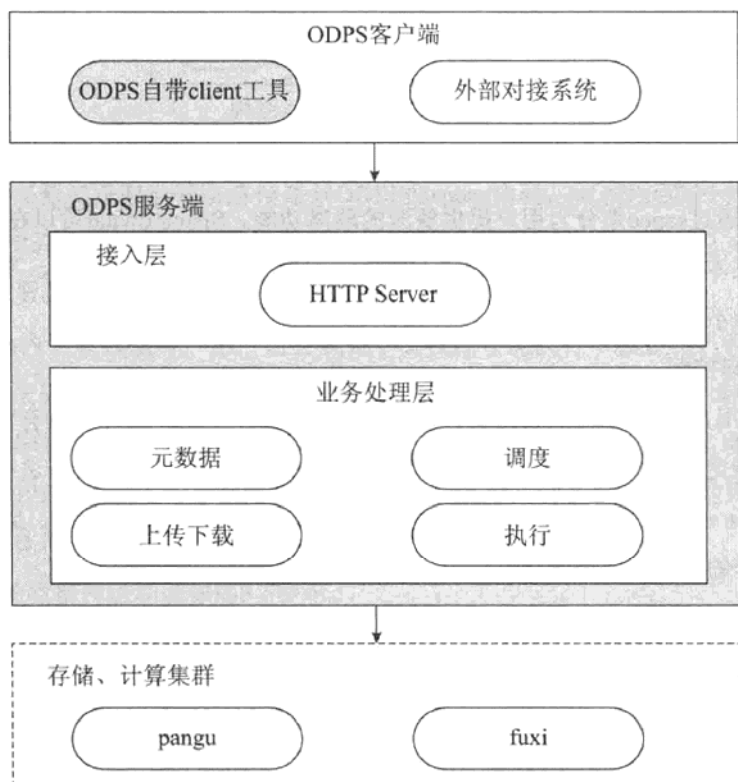 ODPS客户端
ODPS自带client工具
外部对接系统
ODPS服务端
接入层
HTTP Server
业务处理层
元数据
调度
上传下载
执行
存储、计算集群
pangu
fuxi